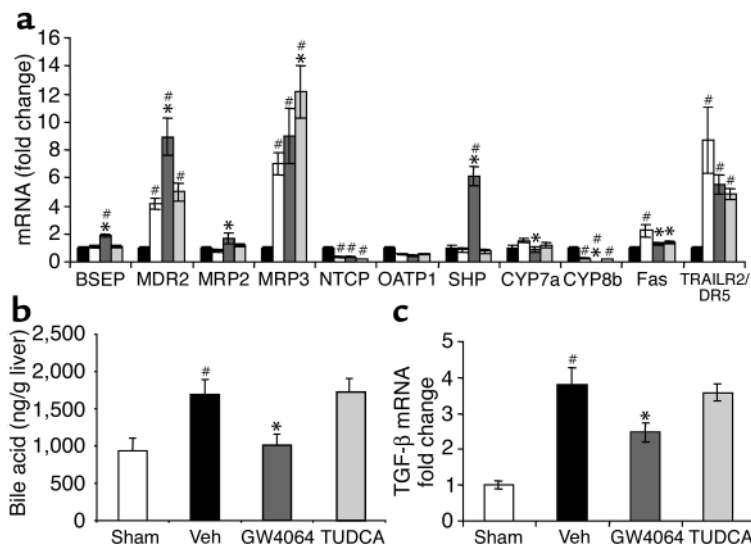 a
mRNA (fold change)
16
14
12
10
8
6
4
2
0
# * # # * # * # # # * # # # # * * # # * # # * # # * * # # #
BSEP MDR2 MRP2 MRP3 NTCP OATP1 SHP CYP7a CYP8b Fas TRAILR2/
DR5
b
Bile acid (ng/g liver)
2,500
2,000
1,500
1,000
500
0
# *
Sham Veh GW4064 TUDCA
c
TGF-β mRNA
fold change
5
4
3
2
1
0
# *
Sham Veh GW4064 TUDCA